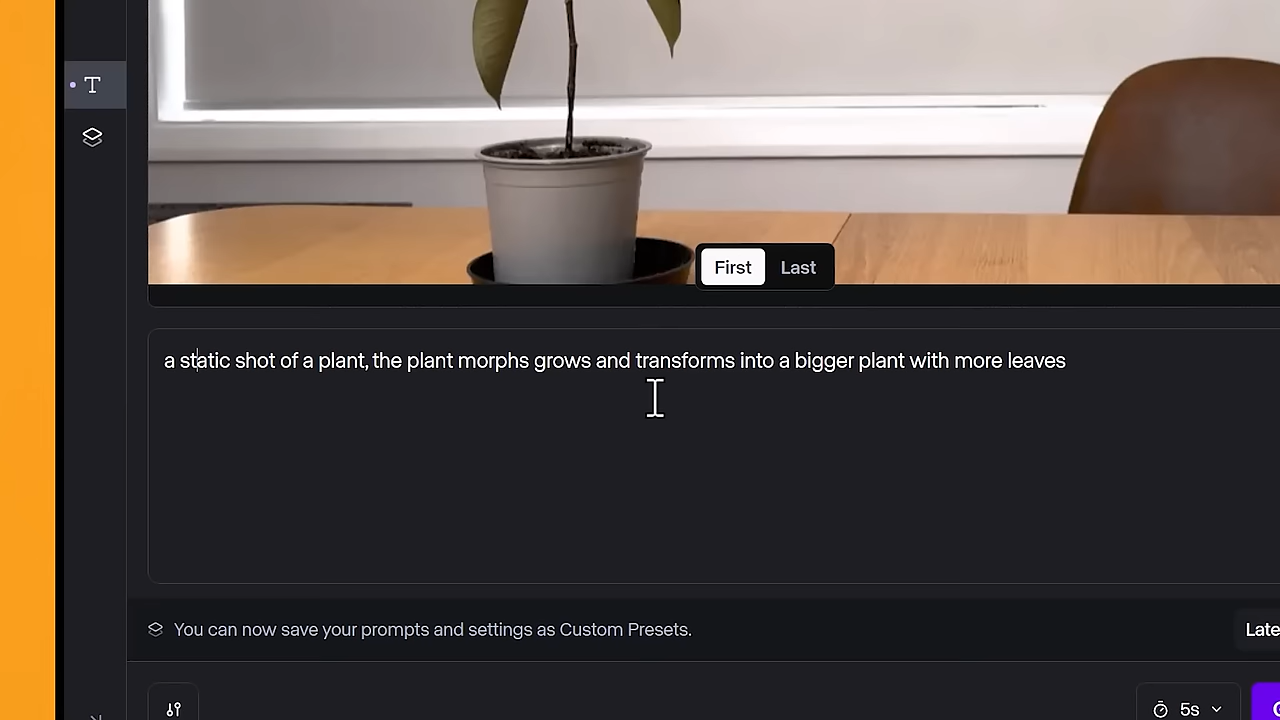 T
First Last
a static shot of a plant, the plant morphs grows and transforms into a bigger plant with more leaves
You can now save your prompts and settings as Custom Presets.
5s